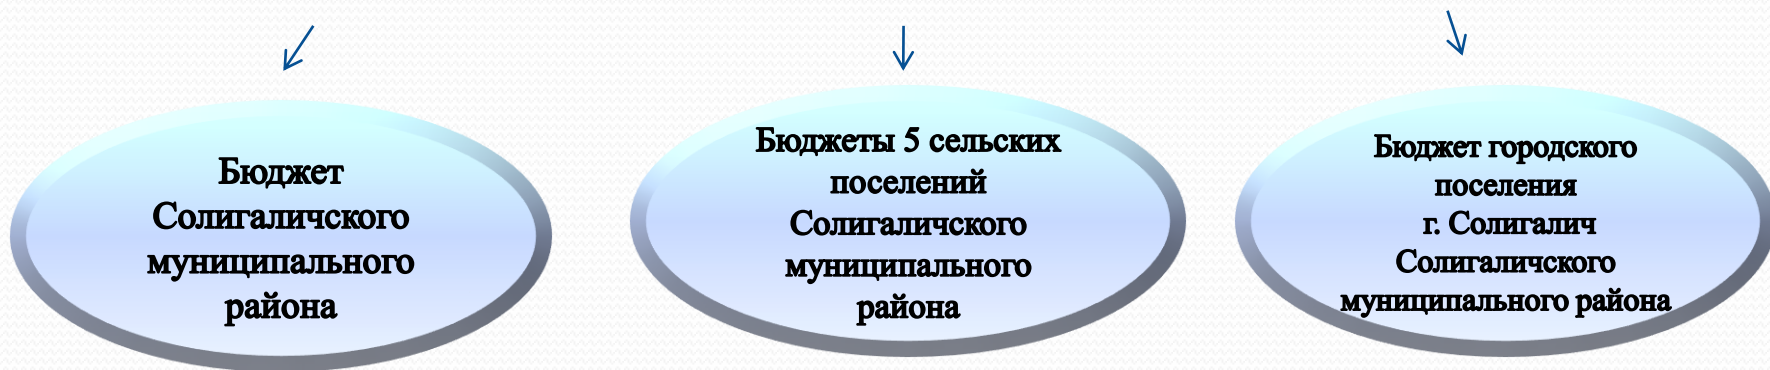 Бюджет
Солигаличского
муниципального
района
Бюджеты 5 сельских
поселений
Солигаличского
муниципального
района
Бюджет городского
поселения
г. Солигалич
Солигаличского
муниципального района